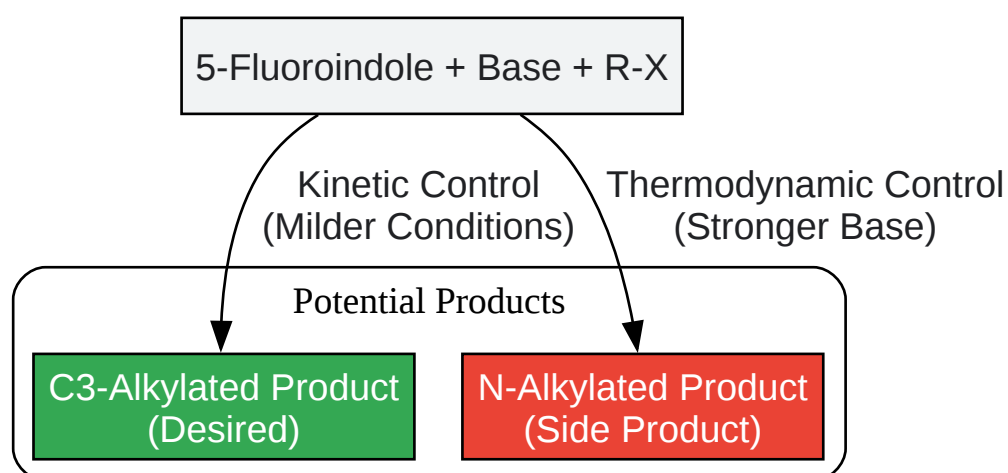 5-Fluoroindole + Base + R-X
Kinetic Control
(Milder Conditions)
Thermodynamic Control
(Stronger Base)
Potential Products
C3-Alkylated Product
(Desired)
N-Alkylated Product
(Side Product)